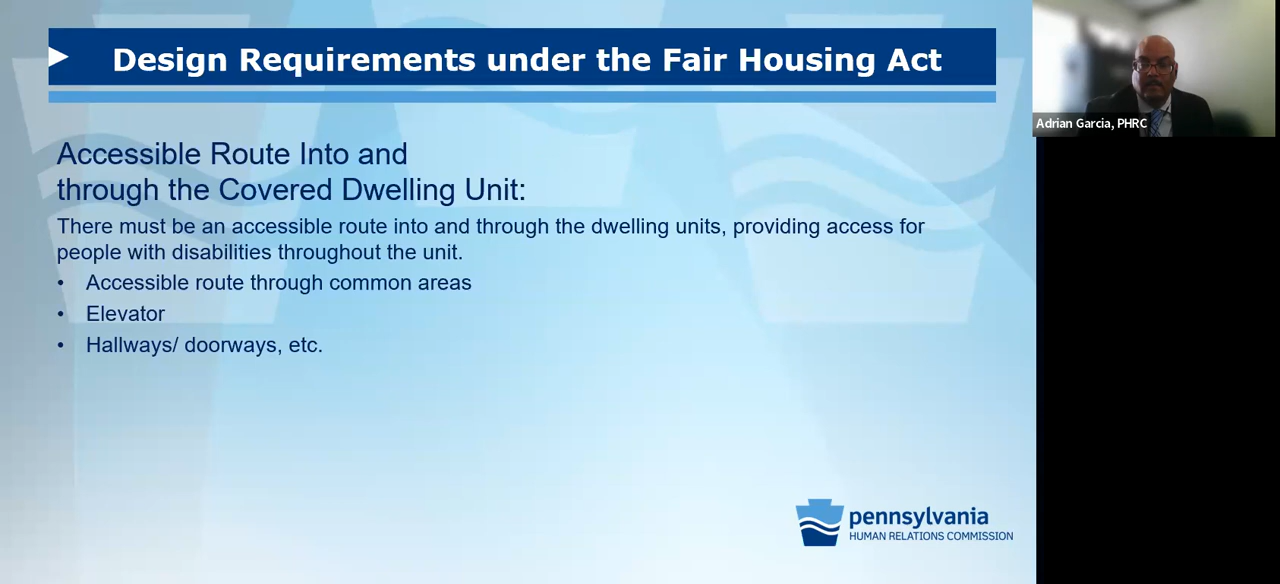 Design Requirements under the Fair Housing Act
Accessible Route Into and
through the Covered Dwelling Unit:
There must be an accessible route into and through the dwelling units, providing access for
people with disabilities throughout the unit.
• Accessible route through common areas
• Elevator
• Hallways/ doorways, etc.
pennsylvania
HUMAN RELATIONS COMMISSION
Adrian Garcia, PHRC